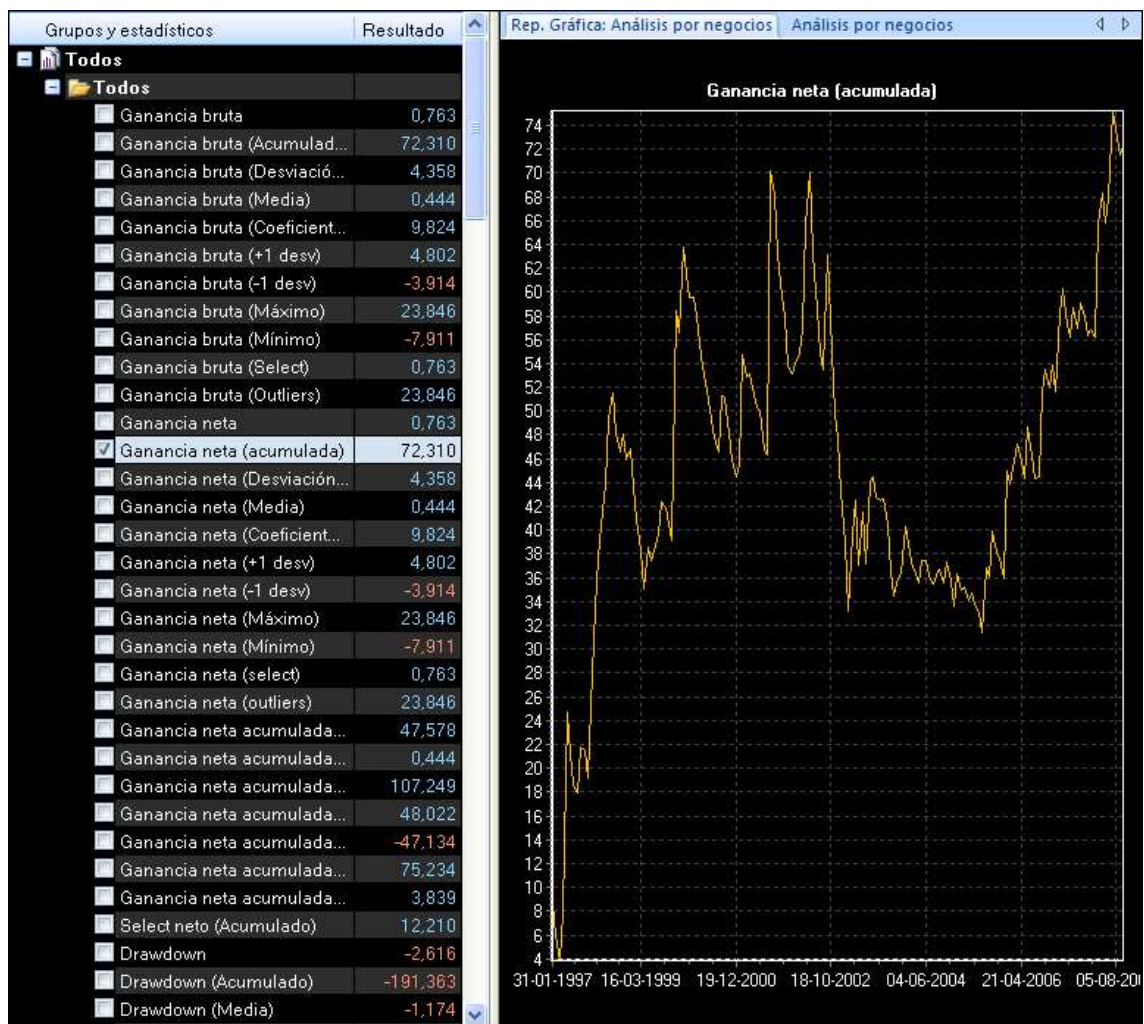 Grupos y estadísticos Resultado
Todos
Todos
Ganancia bruta 0,763
Ganancia bruta (Acumulad... 72,310
Ganancia bruta (Desviació... 4,358
Ganancia bruta (Media) 0,444
Ganancia bruta (Coeficient... 9,824
Ganancia bruta (+1 desv) 4,802
Ganancia bruta (-1 desv) -3,914
Ganancia bruta (Máximo) 23,846
Ganancia bruta (Mínimo) -7,911
Ganancia bruta (Select) 0,763
Ganancia bruta (Outliers) 23,846
Ganancia neta 0,763
Ganancia neta (acumulada) 72,310
Ganancia neta (Desviación... 4,358
Ganancia neta (Media) 0,444
Ganancia neta (Coeficient... 9,824
Ganancia neta (+1 desv) 4,802
Ganancia neta (-1 desv) -3,914
Ganancia neta (Máximo) 23,846
Ganancia neta (Mínimo) -7,911
Ganancia neta (select) 0,763
Ganancia neta (outliers) 23,846
Ganancia neta acumulada... 47,578
Ganancia neta acumulada... 0,444
Ganancia neta acumulada... 107,249
Ganancia neta acumulada... 48,022
Ganancia neta acumulada... -47,134
Ganancia neta acumulada... 75,234
Ganancia neta acumulada... 3,839
Select neto (Acumulado) 12,210
Drawdown -2,616
Drawdown (Acumulado) -191,363
Drawdown (Media) -1,174
Rep. Gráfica: Análisis por negocios Análisis por negocios
Ganancia neta (acumulada)
74
72
70
68
66
64
62
60
58
56
54
52
50
48
46
44
42
40
38
36
34
32
30
28
26
24
22
20
18
16
14
12
10
8
6
4
31-01-1997 16-03-1999 19-12-2000 18-10-2002 04-06-2004 21-04-2006 05-08-20